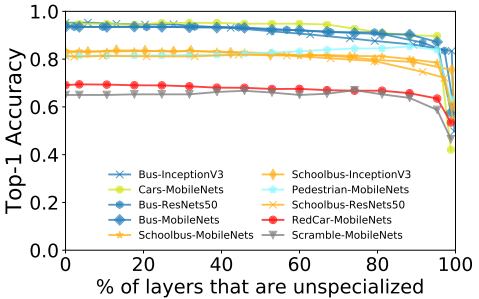 1.0
0.8
0.6
0.4
0.2
0.0
Top-1 Accuracy
Bus-InceptionV3
Cars-MobileNets
Bus-ResNets50
Bus-MobileNets
Schoolbus-MobileNets
Schoolbus-InceptionV3
Pedestrian-MobileNets
Schoolbus-ResNets50
RedCar-MobileNets
Scramble-MobileNets
0 20 40 60 80 100
% of layers that are unspecialized